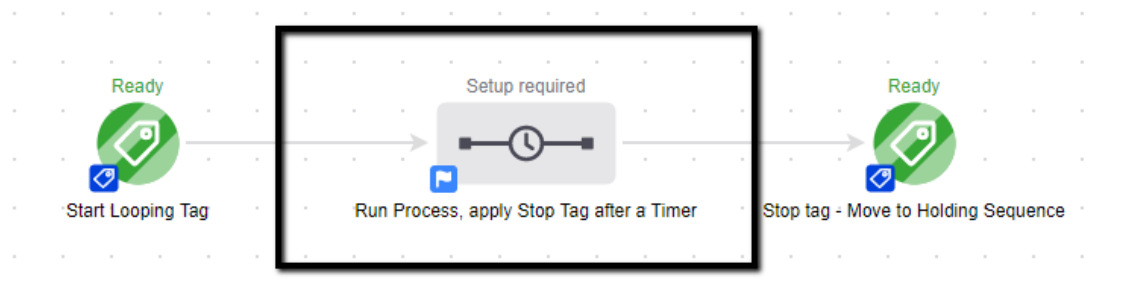 Ready
Setup required
Ready
Start Looping Tag
Run Process, apply Stop Tag after a Timer
Stop tag - Move to Holding Sequence